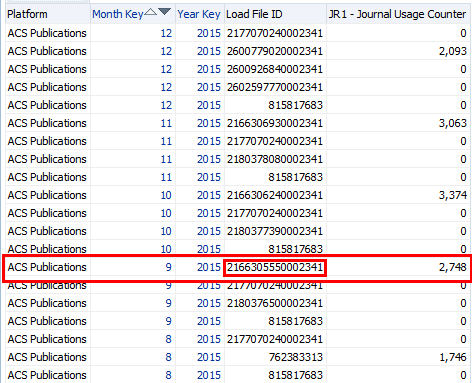 Platform Month Key Year Key Load File ID JR1 - Journal Usage Counter
ACS Publications 12 2015 2177070240002341 0
ACS Publications 12 2015 2600779020002341 2,093
ACS Publications 12 2015 2600926840002341 0
ACS Publications 12 2015 2602597770002341 0
ACS Publications 12 2015 815817683 0
ACS Publications 11 2015 2166306930002341 3,063
ACS Publications 11 2015 2177070240002341 0
ACS Publications 11 2015 2180378080002341 0
ACS Publications 11 2015 815817683 0
ACS Publications 10 2015 2166306240002341 3,374
ACS Publications 10 2015 2177070240002341 0
ACS Publications 10 2015 2180377390002341 0
ACS Publications 10 2015 815817683 0
ACS Publications 9 2015 2166305550002341 2,748
ACS Publications 9 2015 2177070240002341 0
ACS Publications 9 2015 2180376500002341 0
ACS Publications 9 2015 815817683 0
ACS Publications 8 2015 2177070240002341 0
ACS Publications 8 2015 762383313 1,746
ACS Publications 8 2015 815817683 0